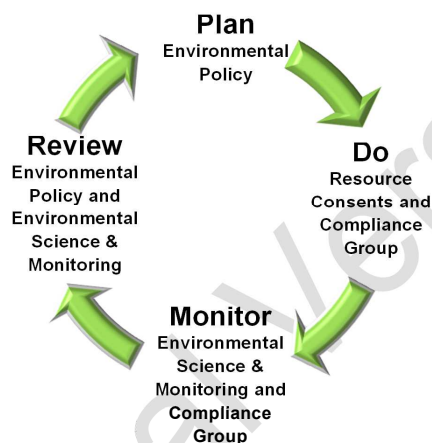 Plan
Environmental
Policy
Do
Resource
Consents and
Compliance
Group
Monitor
Environmental
Science &
Monitoring and
Compliance
Group
Review
Environmental
Policy and
Environmental
Science &
Monitoring